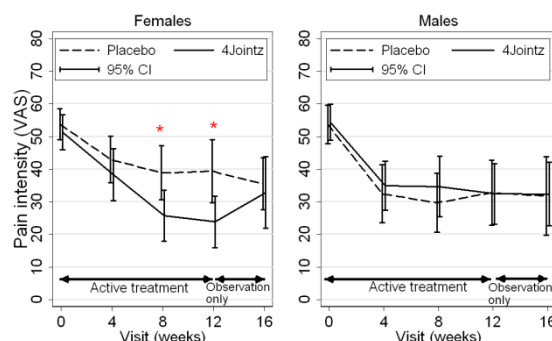 Females
Pain intensity (VAS)
80
70
60
50
40
30
20
10
0
Placebo
4Jointz
95% CI
*
*
Active treatment
Observation
only
0
4
8
12
16
Visit (weeks)
Males
80
70
60
50
40
30
20
10
0
Placebo
4Jointz
95% CI
Active treatment
Observation
only
0
4
8
12
16
Visit (weeks)